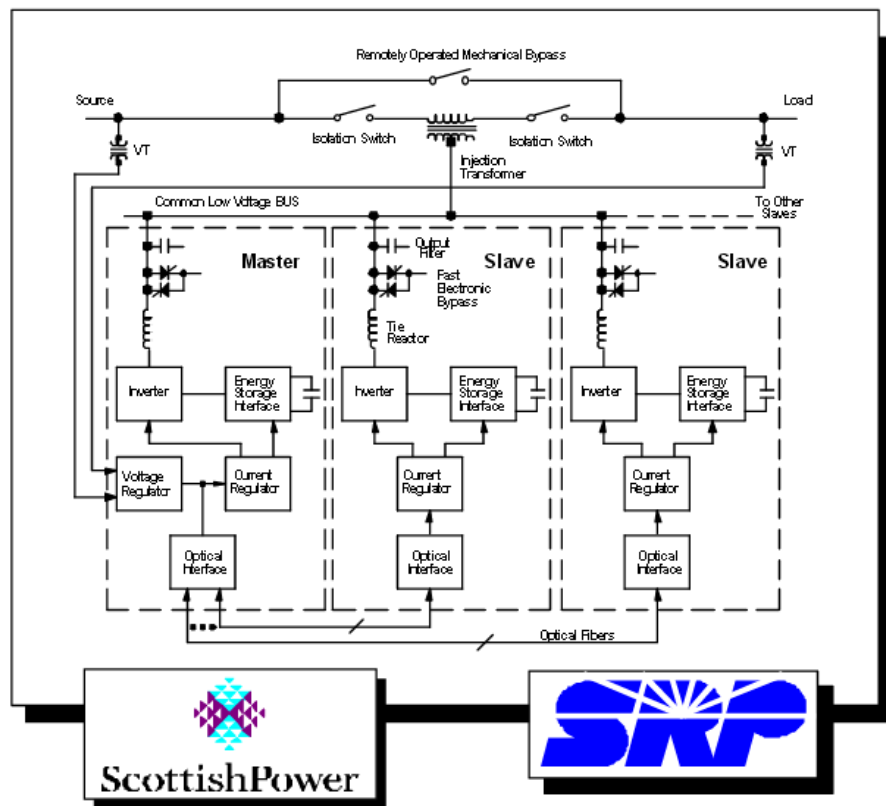 Remotely Operated Mechanical Bypass
Source
Load
Isolation Switch
Isolation Switch
VT
VT
Injection
Transformer
Common Low Voltage BUS
To Other
Slaves
Master
Output
Filter
Slave
Slave
Fast
Electronic
Bypass
Tie
Reactor
Inverter
Energy
Storage
Interface
Inverter
Energy
Storage
Interface
Inverter
Energy
Storage
Interface
Voltage
Regulator
Current
Regulator
Current
Regulator
Current
Regulator
Optical
Interface
Optical
Interface
Optical
Interface
Optical Fibers
ScottishPower
SRP